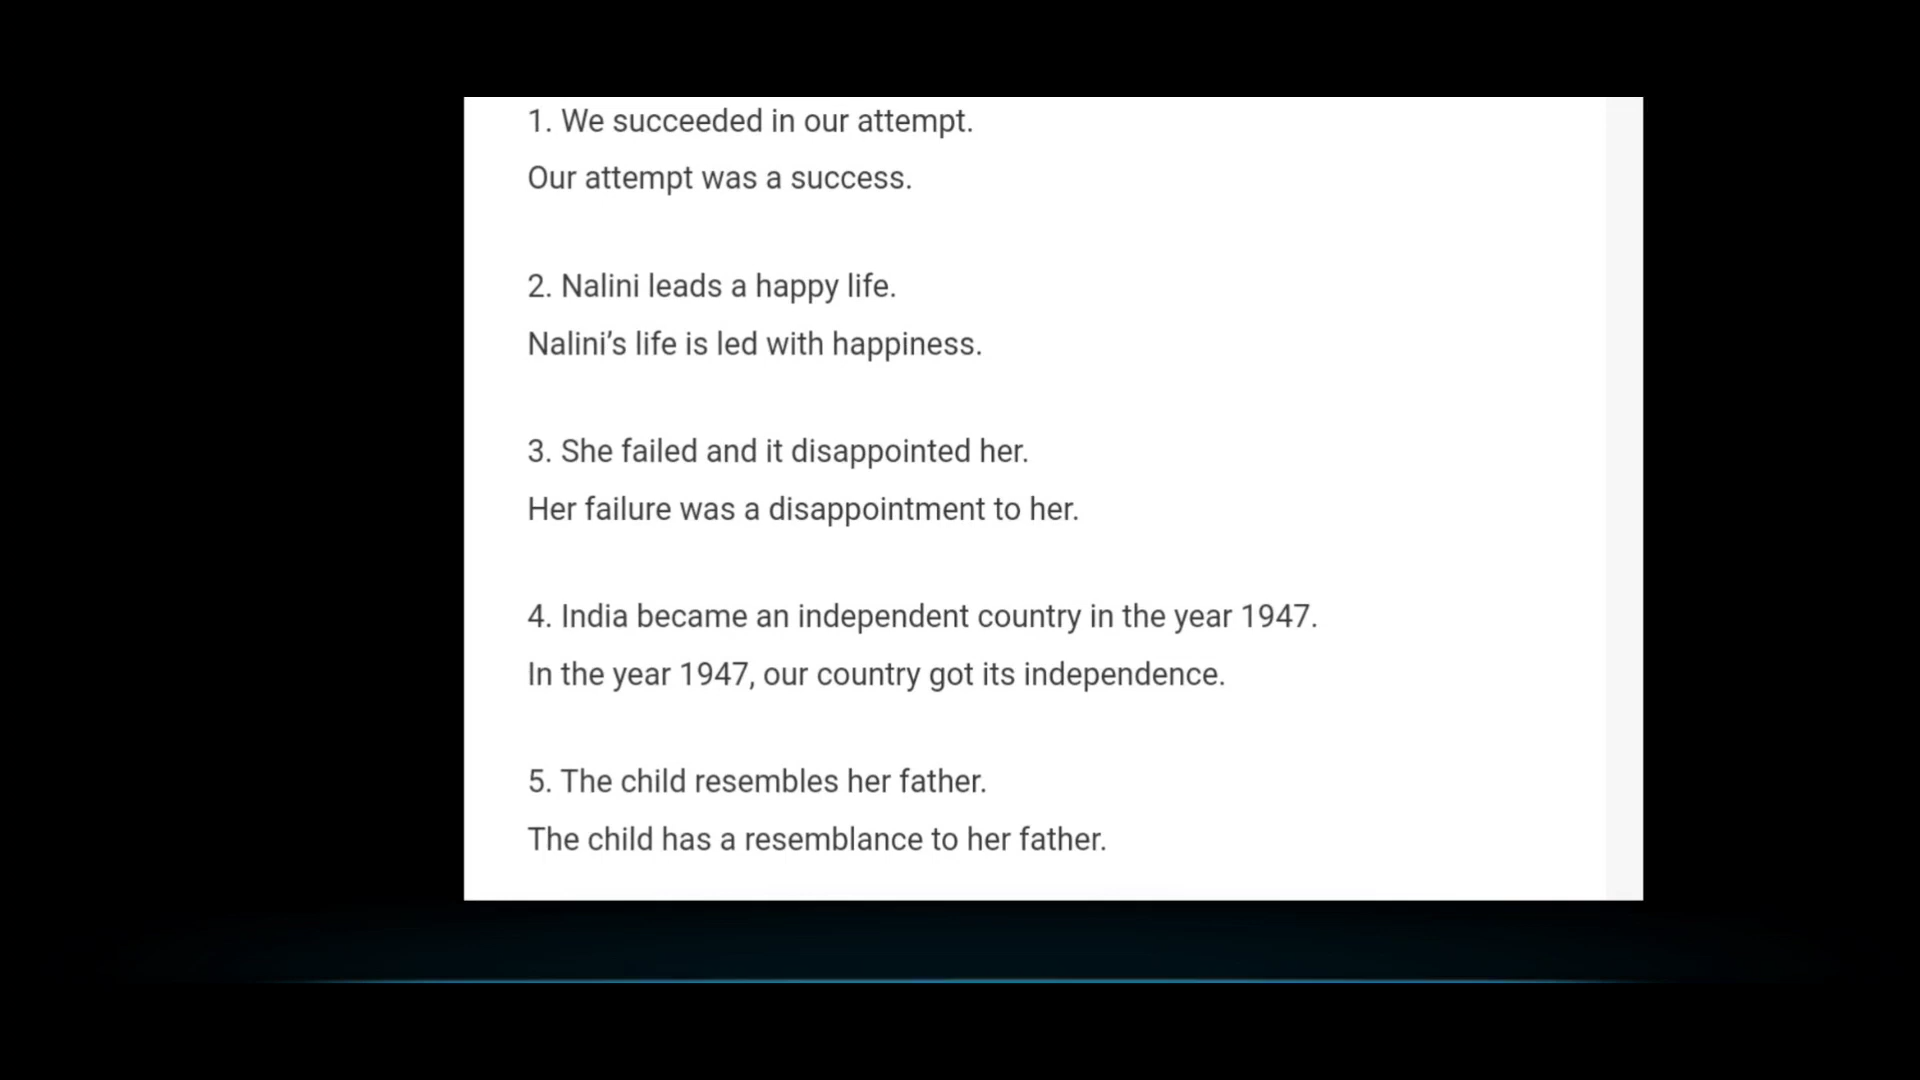 1. We succeeded in our attempt.
Our attempt was a success.
2. Nalini leads a happy life.
Nalini’s life is led with happiness.
3. She failed and it disappointed her.
Her failure was a disappointment to her.
4. India became an independent country in the year 1947.
In the year 1947, our country got its independence.
5. The child resembles her father.
The child has a resemblance to her father.